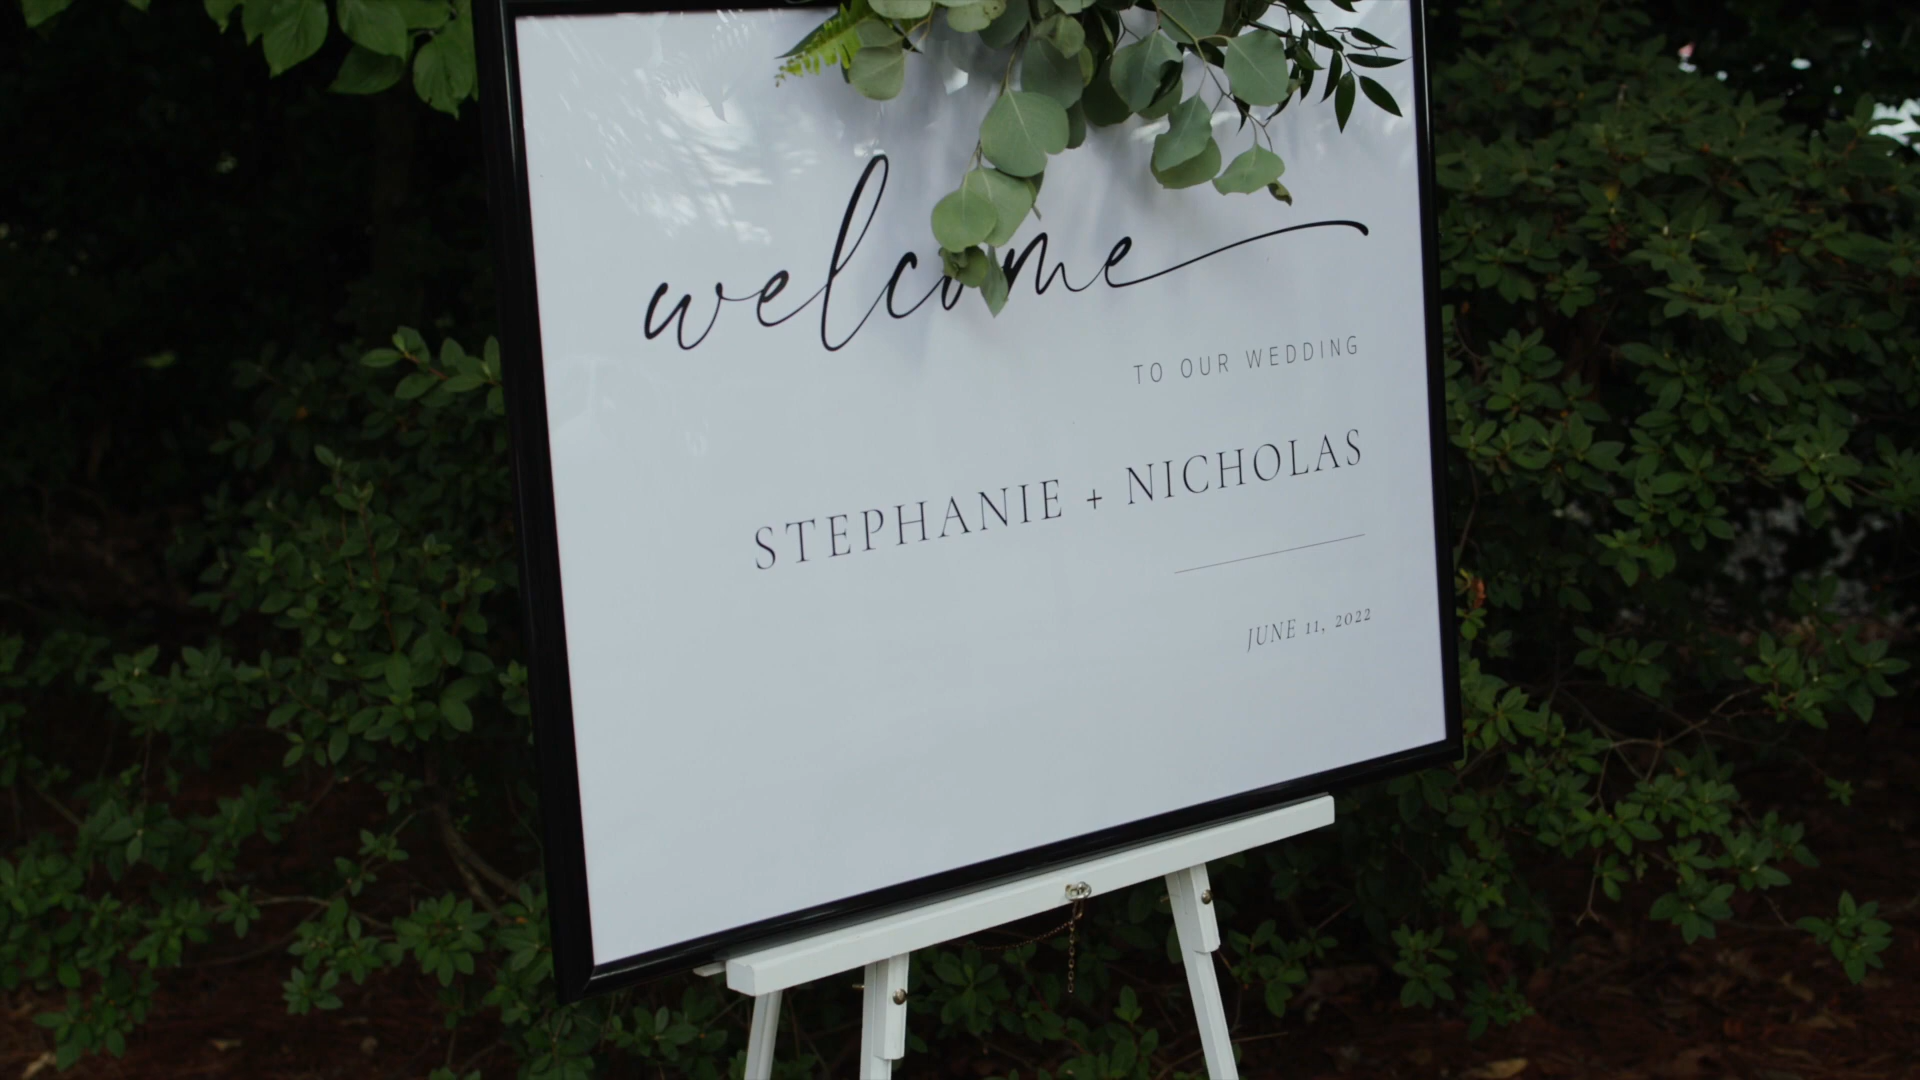 welcome
TO OUR WEDDING
STEPHANIE + NICHOLAS
JUNE 11, 2022